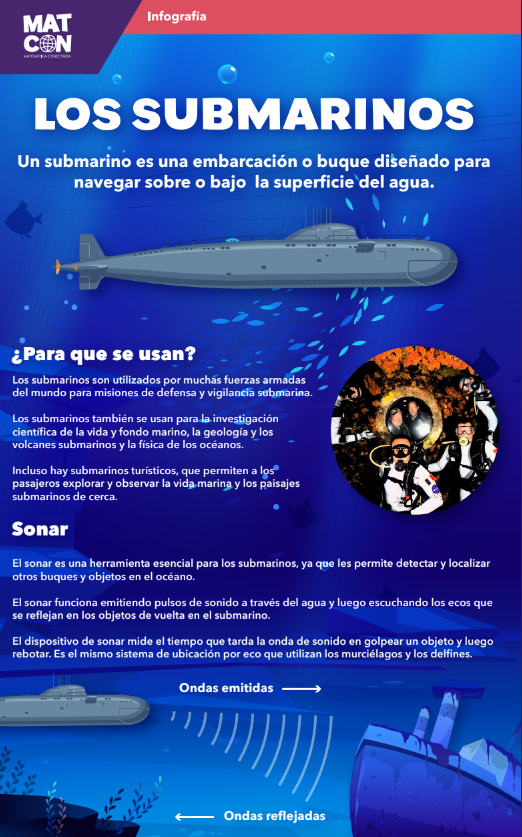 MAT
CON
MATEMÁTICA CONECTADA
Infografía
LOS SUBMARINOS
Un submarino es una embarcación o buque diseñado para
navegar sobre o bajo la superficie del agua.
¿Para que se usan?
Los submarinos son utilizados por muchas fuerzas armadas
del mundo para misiones de defensa y vigilancia submarina.
Los submarinos también se usan para la investigación
científica de la vida y fondo marino, la geología y los
volcanes submarinos y la física de los océanos.
Incluso hay submarinos turísticos, que permiten a los
pasajeros explorar y observar la vida marina y los paisajes
submarinos de cerca.
Sonar
El sonar es una herramienta esencial para los submarinos, ya que les permite detectar y localizar
otros buques y objetos en el océano.
El sonar funciona emitiendo pulsos de sonido a través del agua y luego escuchando los ecos que
se reflejan en los objetos de vuelta en el submarino.
El dispositivo de sonar mide el tiempo que tarda la onda de sonido en golpear un objeto y luego
rebotar. Es el mismo sistema de ubicación por eco que utilizan los murciélagos y los delfines.
Ondas emitidas
Ondas reflejadas